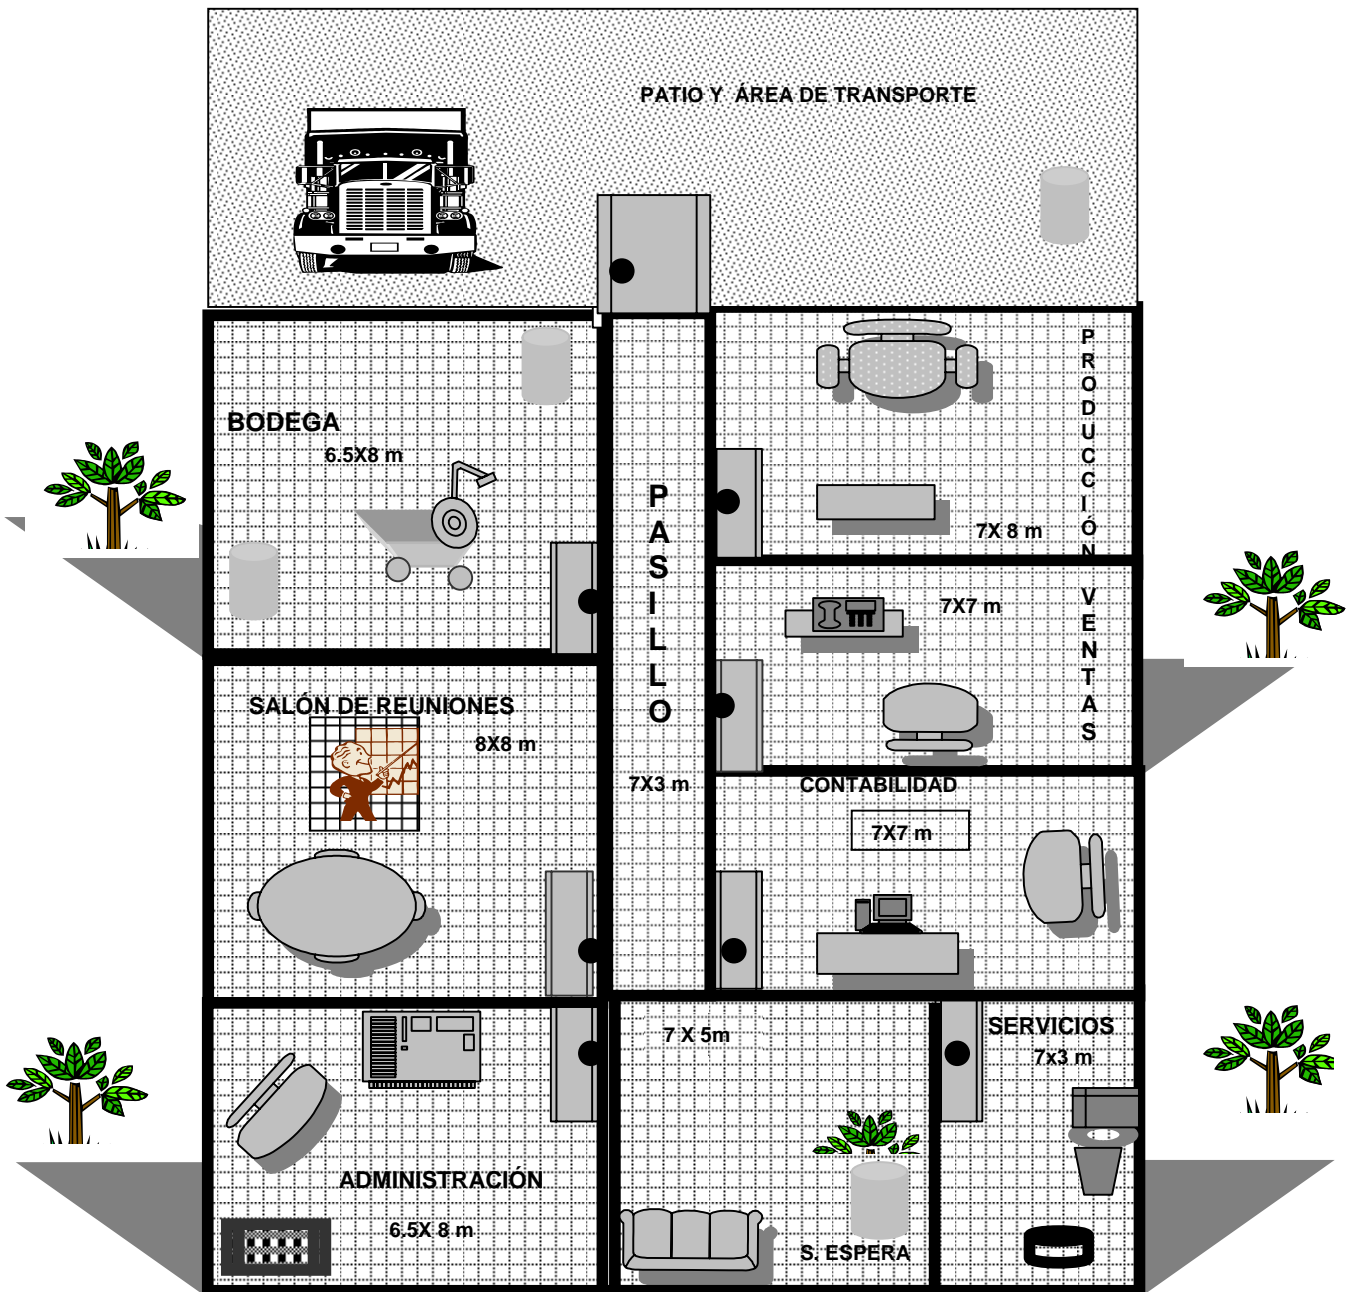 PATIO Y ÁREA DE TRANSPORTE
BODEGA
6.5X8 m
PRODUCCIÓN
7X 8 m
PASILLO
7X3 m
VENTAS
7X7 m
SALÓN DE REUNIONES
8X8 m
CONTABILIDAD
7X7 m
7 X 5m
S. ESPERA
SERVICIOS
7x3 m
ADMINISTRACIÓN
6.5X 8 m